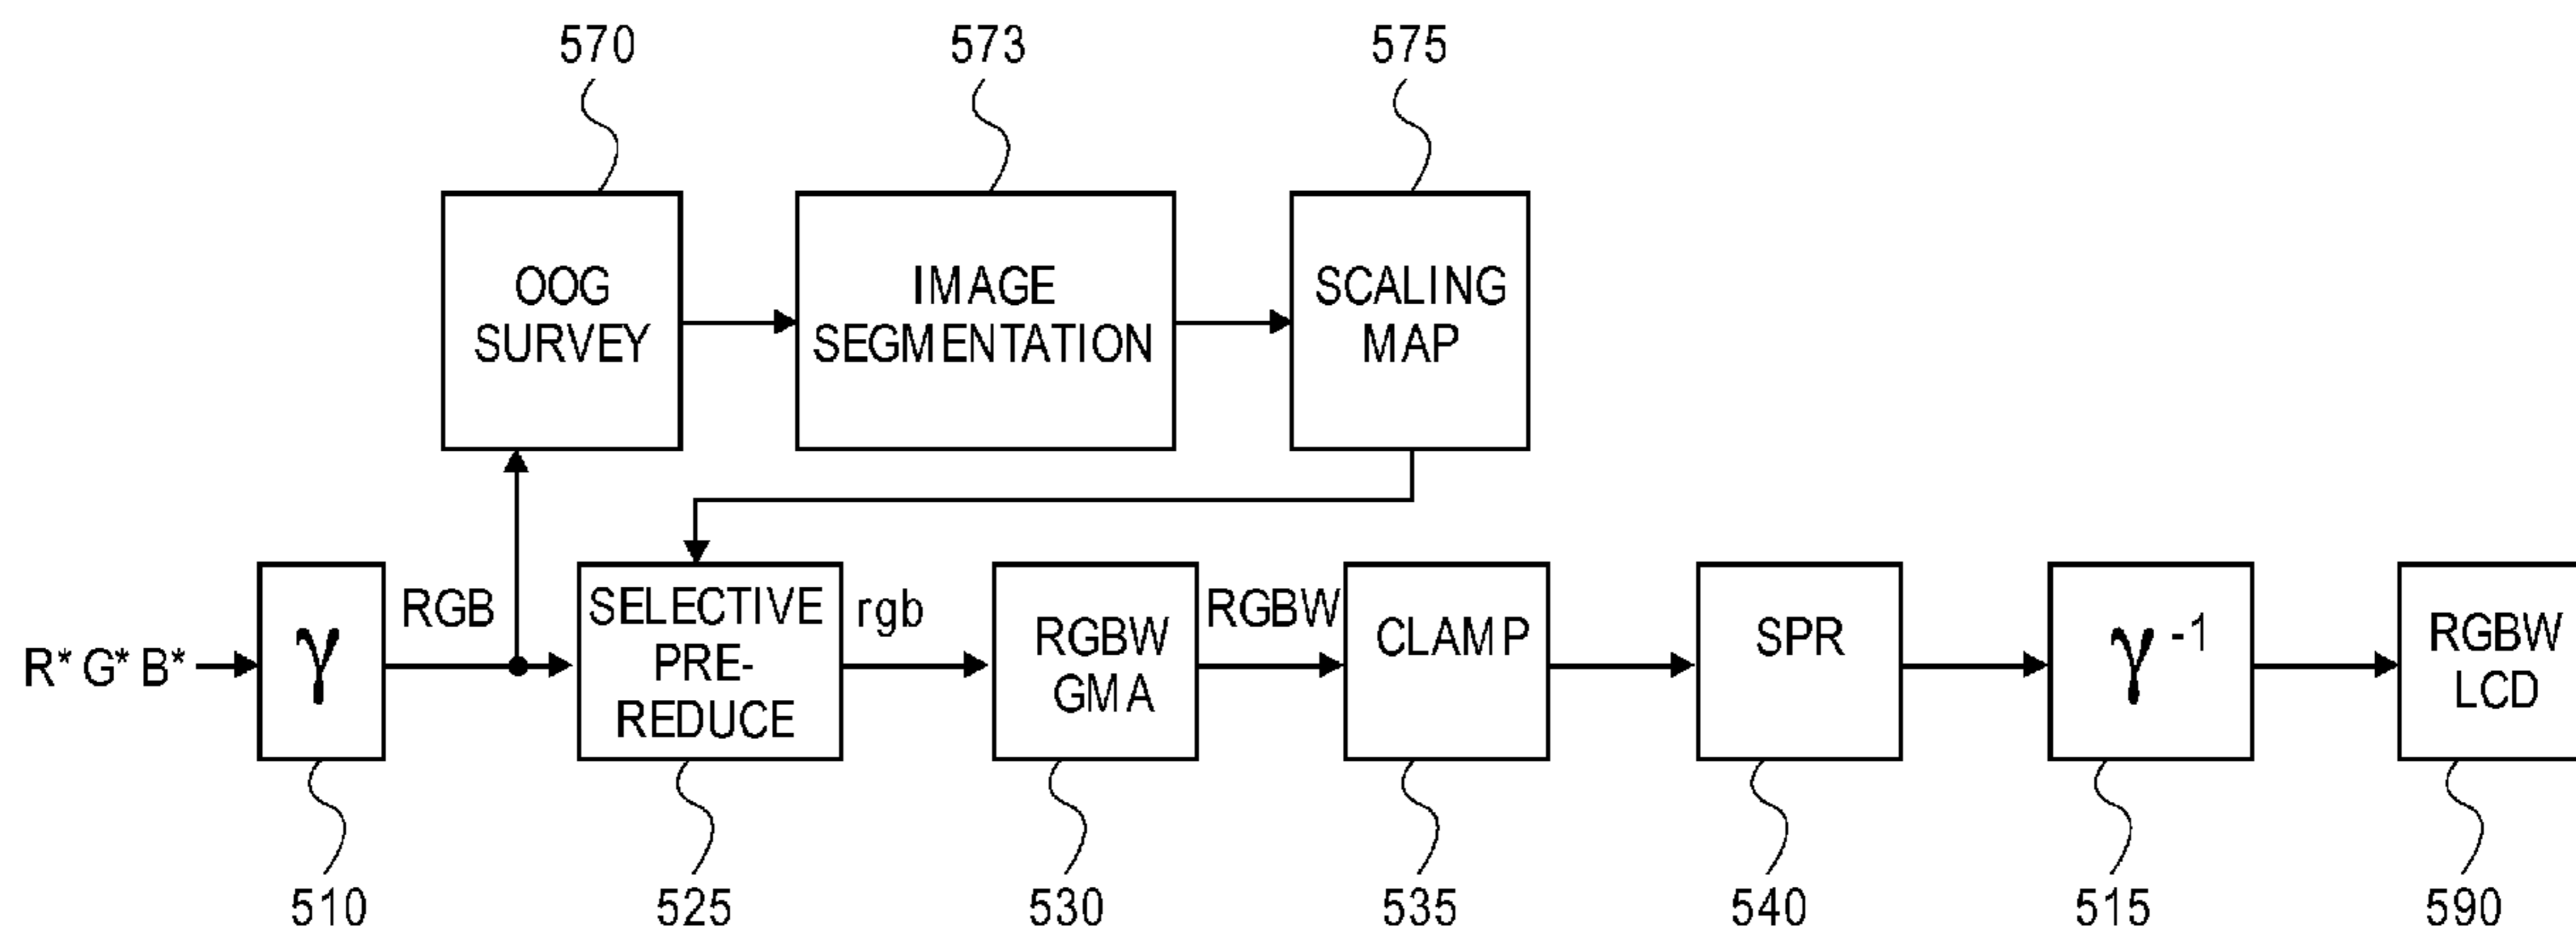 570
573
575
OOG
SURVEY
IMAGE
SEGMENTATION
SCALING
MAP
R* G* B*
γ
RGB
SELECTIVE
PRE-
REDUCE
rgb
RGBW
GMA
RGBW
CLAMP
SPR
γ -1
RGBW
LCD
510
525
530
535
540
515
590